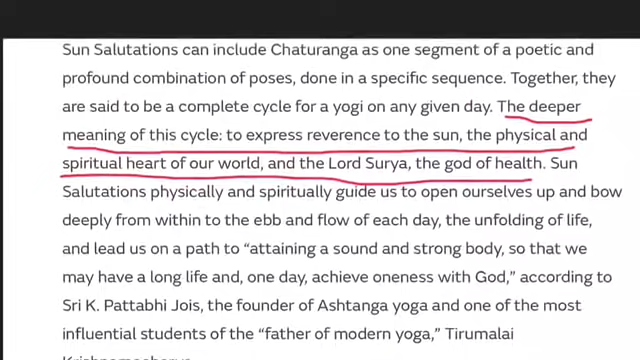 Sun Salutations can include Chaturanga as one segment of a poetic and
profound combination of poses, done in a specific sequence. Together, they
are said to be a complete cycle for a yogi on any given day. The deeper
meaning of this cycle: to express reverence to the sun, the physical and
spiritual heart of our world, and the Lord Surya, the god of health. Sun
Salutations physically and spiritually guide us to open ourselves up and bow
deeply from within to the ebb and flow of each day, the unfolding of life,
and lead us on a path to “attaining a sound and strong body, so that we
may have a long life and, one day, achieve oneness with God,” according to
Sri K. Pattabhi Jois, the founder of Ashtanga yoga and one of the most
influential students of the “father of modern yoga,” Tirumalai